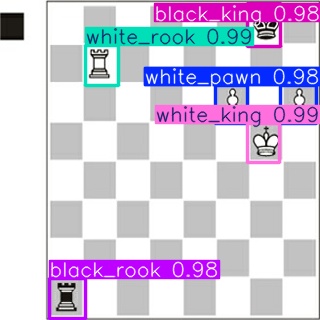 black_king 0.98
white_rook 0.99
white_pawn 0.98
white_king 0.99
black_rook 0.98